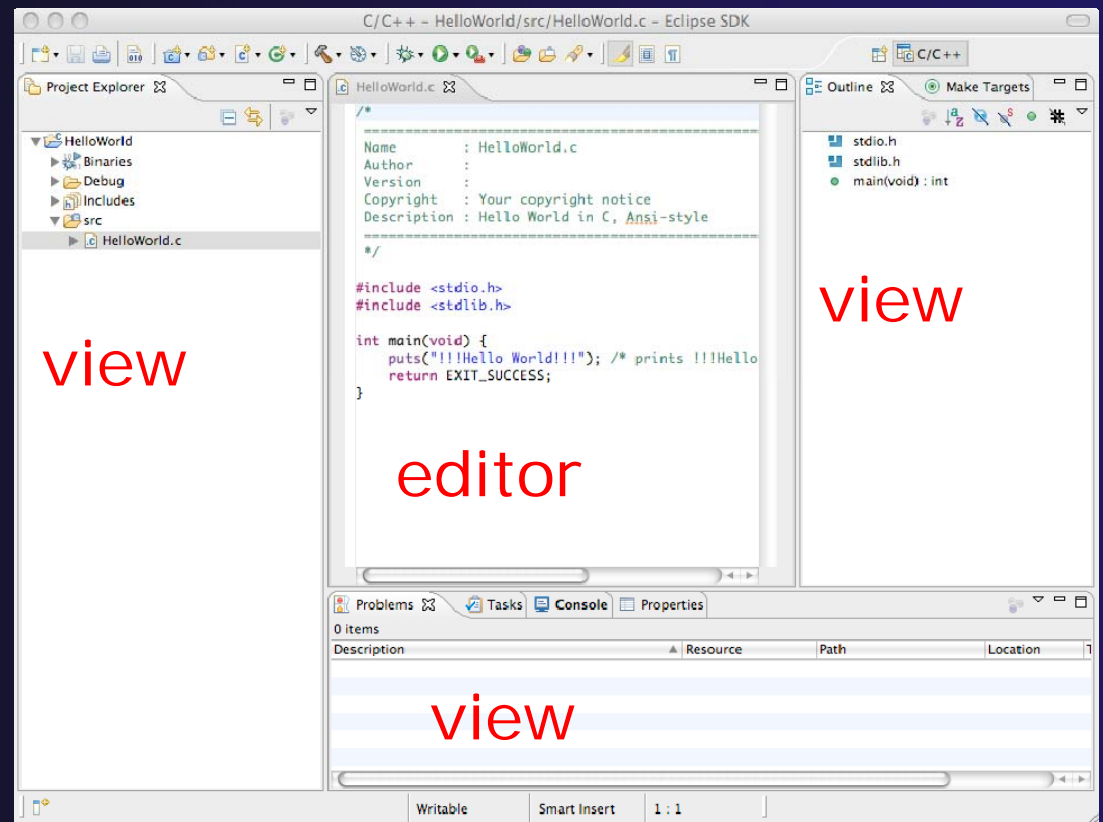 C/C++ - HelloWorld/src/HelloWorld.c - Eclipse SDK
C/C++
Project Explorer
HelloWorld
Binaries
Debug
Includes
src
HelloWorld.c
view
HelloWorld.c
/*
============================================
Name : HelloWorld.c
Author :
Version :
Copyright : Your copyright notice
Description : Hello World in C, Ansi-style
============================================
*/
#include <stdio.h>
#include <stdlib.h>
int main(void) {
puts("!!!Hello World!!!"); /* prints !!!Hello
return EXIT_SUCCESS;
}
editor
Outline
Make Targets
stdio.h
stdlib.h
main(void) : int
view
Problems
Tasks
Console
Properties
0 items
Description Resource Path Location T
view
Writable Smart Insert 1 : 1